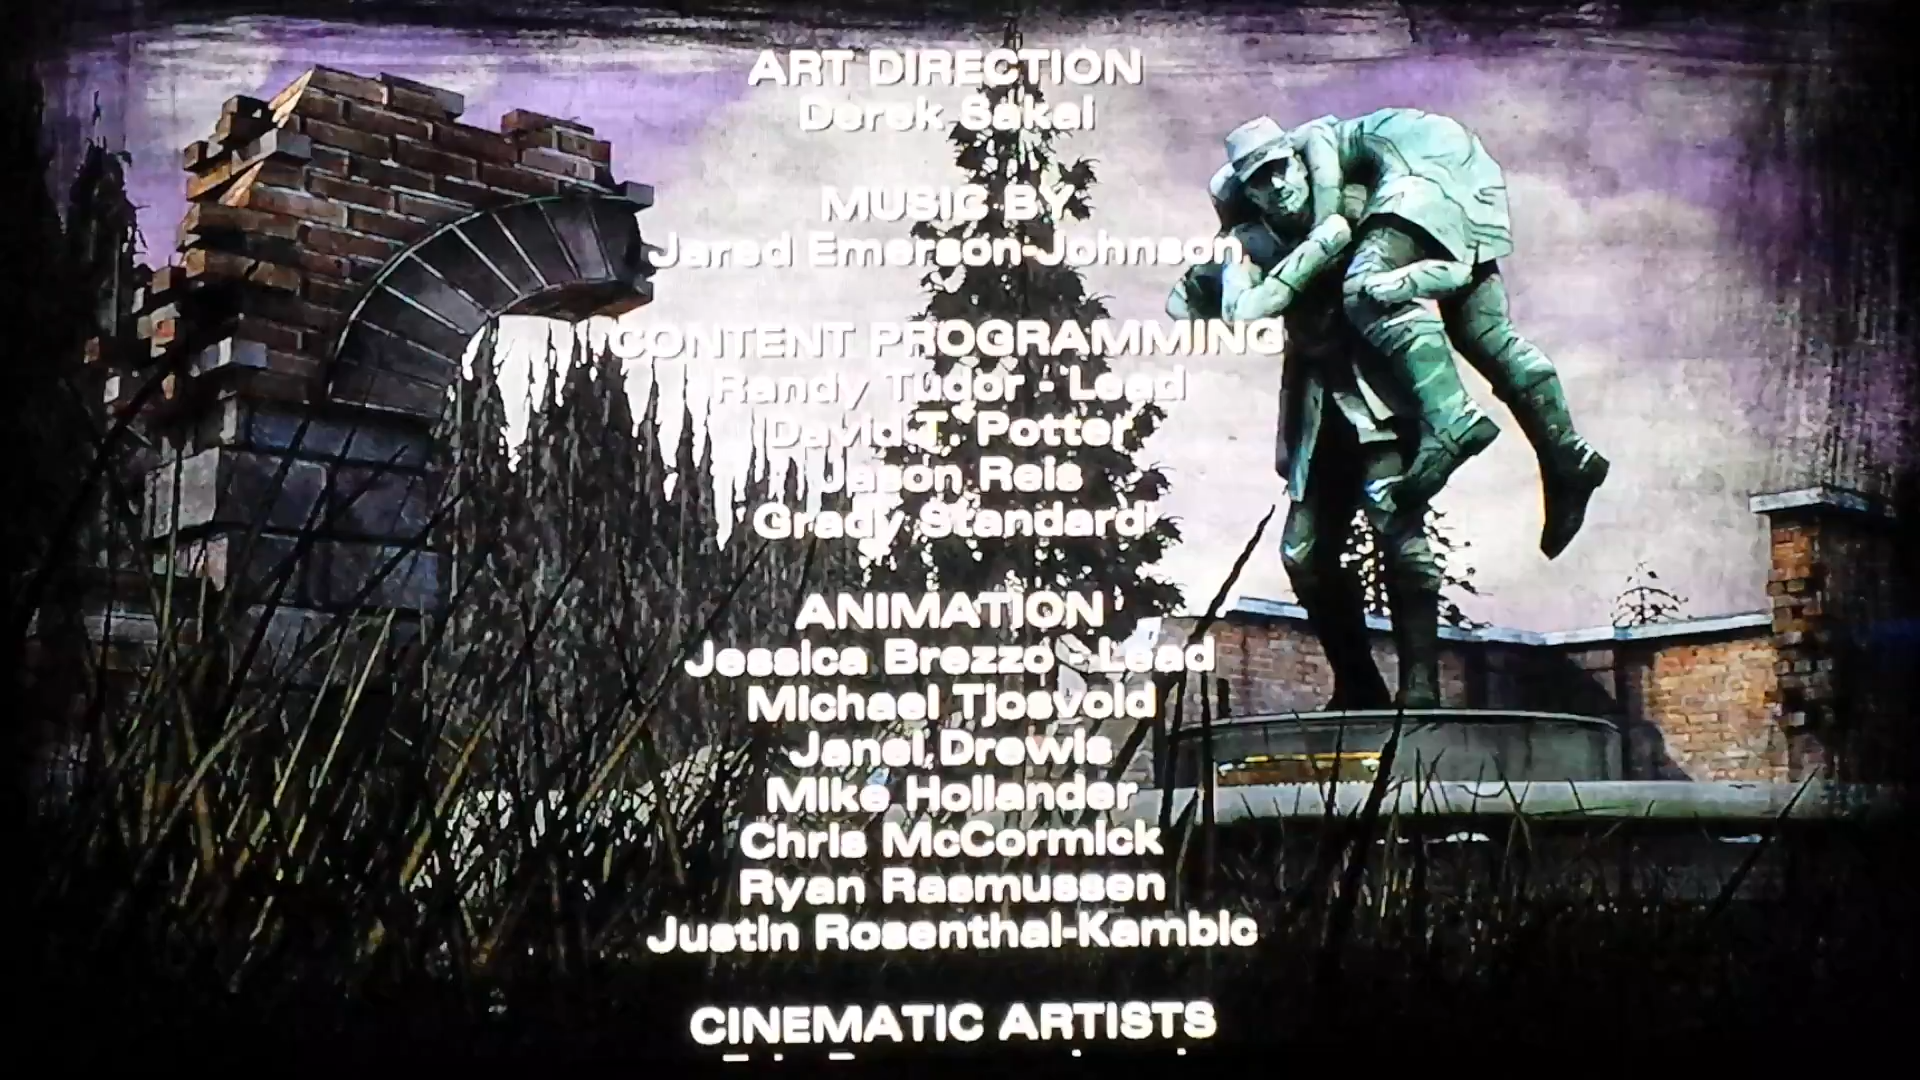 ART DIRECTION
Derek Sakai
MUSIC BY
Jared Emerson-Johnson
CONTENT PROGRAMMING
Randy Tudor - Lead
David T. Potter
Jason Reis
Grady Standard
ANIMATION
Jessica Brezzo - Lead
Michael Tjosvold
Janel Drewis
Mike Hollander
Chris McCormick
Ryan Rasmussen
Justin Rosenthal-Kambic
CINEMATIC ARTISTS